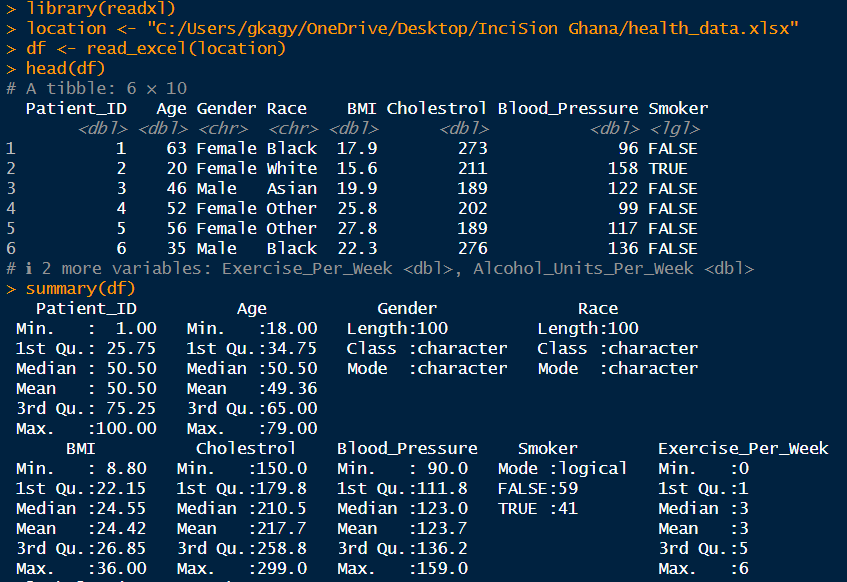 > library(readxl)
> location <- "C:/Users/gkagy/OneDrive/Desktop/InciSion Ghana/health_data.xlsx"
> df <- read_excel(location)
> head(df)
# A tibble: 6 × 10
  Patient_ID   Age Gender Race    BMI Cholestrol Blood_Pressure Smoker
       <dbl> <dbl> <chr>  <chr> <dbl>      <dbl>          <dbl> <lgl>
1          1    63 Female Black  17.9        273             96 FALSE
2          2    20 Female White  15.6        211            158 TRUE
3          3    46 Male   Asian  19.9        189            122 FALSE
4          4    52 Female Other  25.8        202             99 FALSE
5          5    56 Female Other  27.8        189            117 FALSE
6          6    35 Male   Black  22.3        276            136 FALSE
# ℹ 2 more variables: Exercise_Per_Week <dbl>, Alcohol_Units_Per_Week <dbl>
> summary(df)
   Patient_ID          Age           Gender              Race
 Min.   :  1.00   Min.   :18.00   Length:100         Length:100
 1st Qu.: 25.75   1st Qu.:34.75   Class :character   Class :character
 Median : 50.50   Median :50.50   Mode  :character   Mode  :character
 Mean   : 50.50   Mean   :49.36
 3rd Qu.: 75.25   3rd Qu.:65.00
 Max.   :100.00   Max.   :79.00
      BMI          Cholestrol    Blood_Pressure    Smoker        Exercise_Per_Week
 Min.   : 8.80   Min.   :150.0   Min.   : 90.0   Mode :logical   Min.   :0
 1st Qu.:22.15   1st Qu.:179.8   1st Qu.:111.8   FALSE:59        1st Qu.:1
 Median :24.55   Median :210.5   Median :123.0   TRUE :41        Median :3
 Mean   :24.42   Mean   :217.7   Mean   :123.7                   Mean   :3
 3rd Qu.:26.85   3rd Qu.:258.8   3rd Qu.:136.2                   3rd Qu.:5
 Max.   :36.00   Max.   :299.0   Max.   :159.0                   Max.   :6